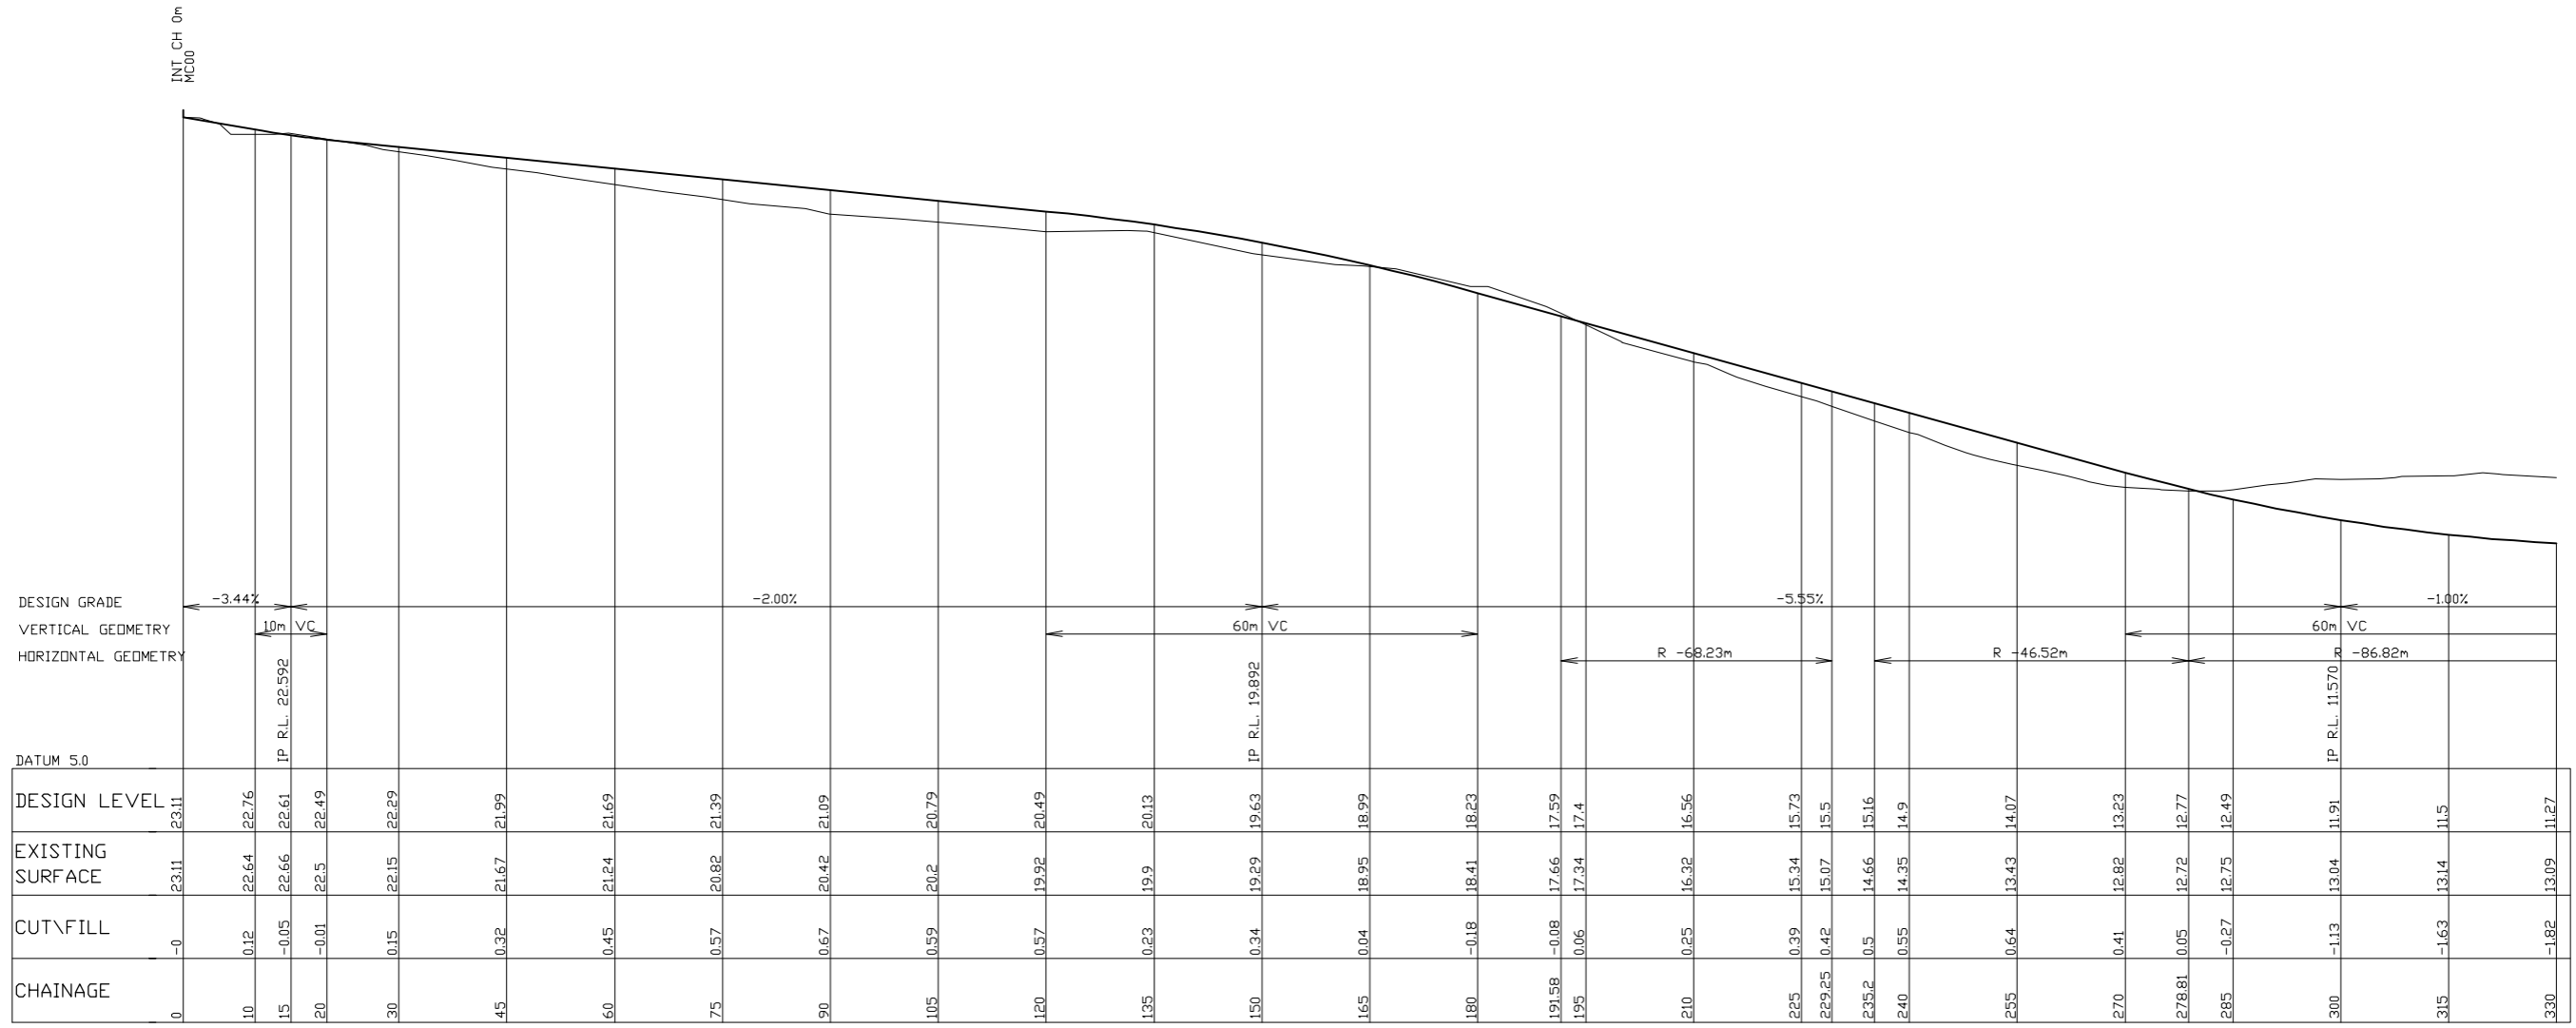 INT CH 0m
MC00
DESIGN GRADE -3.44% -2.00% -5.55% -1.00%
VERTICAL GEOMETRY 10m VC 60m VC 60m VC
HORIZONTAL GEOMETRY R -68.23m R -46.52m R -86.82m
IP R.L. 22.592
IP R.L. 19.892
IP R.L. 11.570
DATUM 5.0
DESIGN LEVEL 23.11 22.76 22.61 22.49 22.29 21.99 21.69 21.39 21.09 20.79 20.49 20.13 19.63 18.99 18.23 17.59 17.4 16.56 15.73 15.5 15.16 14.9 14.07 13.23 12.77 12.49 11.91 11.5 11.27
EXISTING
SURFACE 23.11 22.64 22.66 22.5 22.15 21.67 21.24 20.82 20.42 20.2 19.92 19.9 19.29 18.95 18.41 17.66 17.34 16.32 15.34 15.07 14.66 14.35 13.43 12.82 12.72 12.75 13.04 13.14 13.09
CUT\FILL -0 0.12 -0.05 -0.01 0.15 0.32 0.45 0.57 0.67 0.59 0.57 0.23 0.34 0.04 -0.18 -0.08 0.06 0.25 0.39 0.42 0.5 0.55 0.64 0.41 0.05 -0.27 -1.13 -1.63 -1.82
CHAINAGE 0 10 15 20 30 45 60 75 90 105 120 135 150 165 180 191.58 195 210 225 229.25 235.2 240 255 270 278.81 285 300 315 330